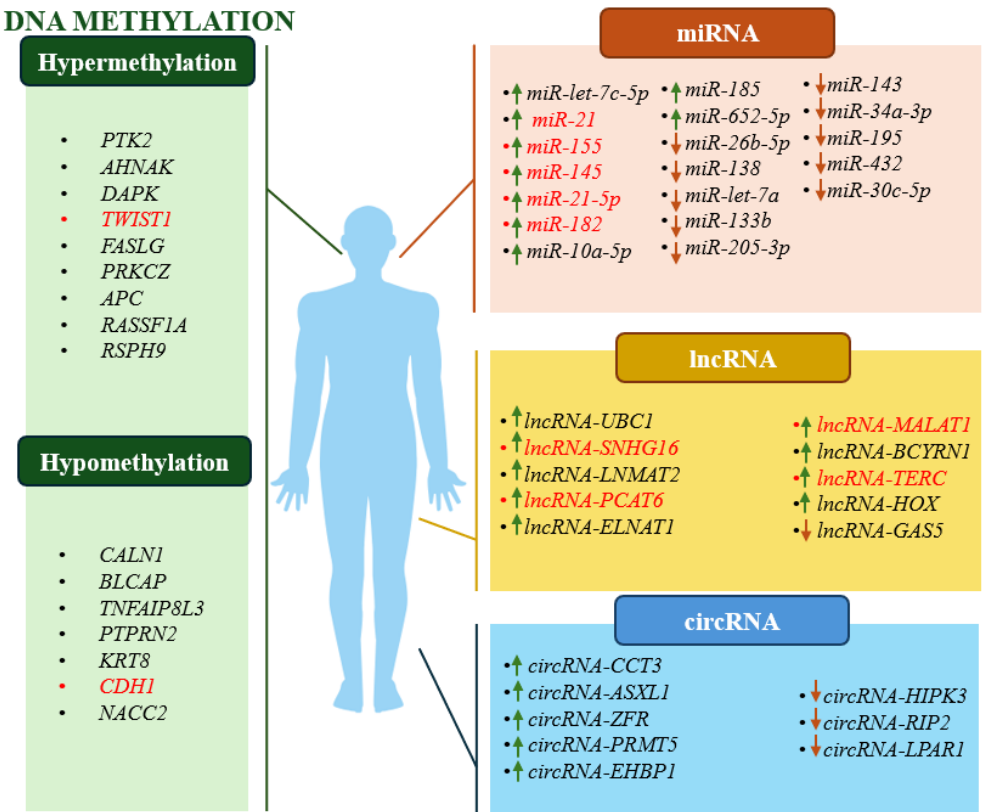 DNA METHYLATION
Hypermethylation
• PTK2
• AHNAK
• DAPK
• TWIST1
• FASLG
• PRKCZ
• APC
• RASSF1A
• RSPH9
Hypomethylation
• CALN1
• BLCAP
• TNFAIP8L3
• PTPRN2
• KRT8
• CDH1
• NACC2
miRNA
•↑ miR-let-7c-5p
•↑ miR-21
•↑ miR-155
•↑ miR-145
•↑ miR-21-5p
•↑ miR-182
•↑ miR-10a-5p
•↑ miR-185
•↑ miR-652-5p
•↓ miR-26b-5p
•↓ miR-138
•↓ miR-let-7a
•↓ miR-133b
•↓ miR-205-3p
•↓ miR-143
•↓ miR-34a-3p
•↓ miR-195
•↓ miR-432
•↓ miR-30c-5p
lncRNA
•↑ lncRNA-UBC1
•↑ lncRNA-SNHG16
•↑ lncRNA-LNMAT2
•↑ lncRNA-PCAT6
•↑ lncRNA-ELNAT1
•↑ lncRNA-MALAT1
•↑ lncRNA-BCYRN1
•↑ lncRNA-TERC
•↑ lncRNA-HOX
•↓ lncRNA-GAS5
circRNA
•↑ circRNA-CCT3
•↑ circRNA-ASXL1
•↑ circRNA-ZFR
•↑ circRNA-PRMT5
•↑ circRNA-EHBP1
•↓ circRNA-HIPK3
•↓ circRNA-RIP2
•↓ circRNA-LPAR1